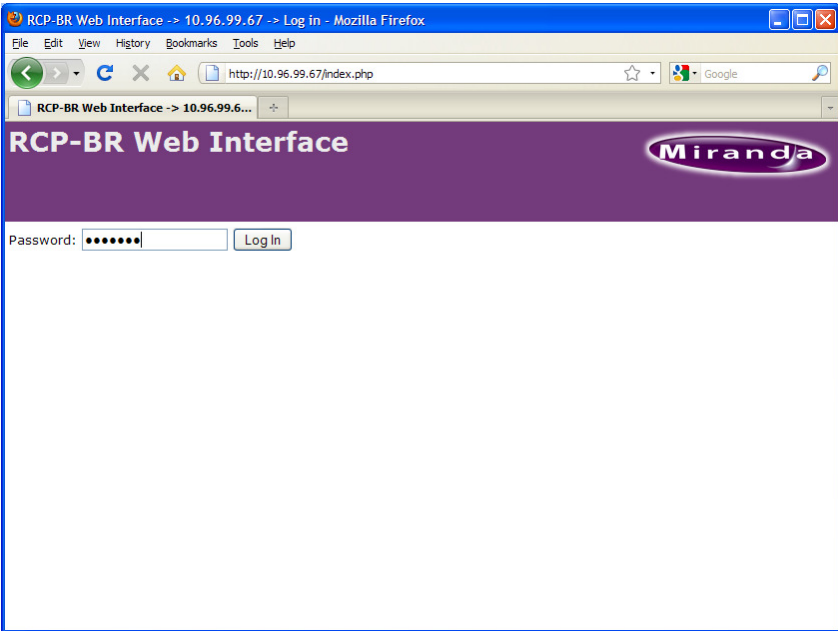 RCP-BR Web Interface -> 10.96.99.67 -> Log in - Mozilla Firefox
File Edit View History Bookmarks Tools Help
http://10.96.99.67/index.php
Google
RCP-BR Web Interface -> 10.96.99.6...
RCP-BR Web Interface
Miranda
Password: ●●●●●●● Log In